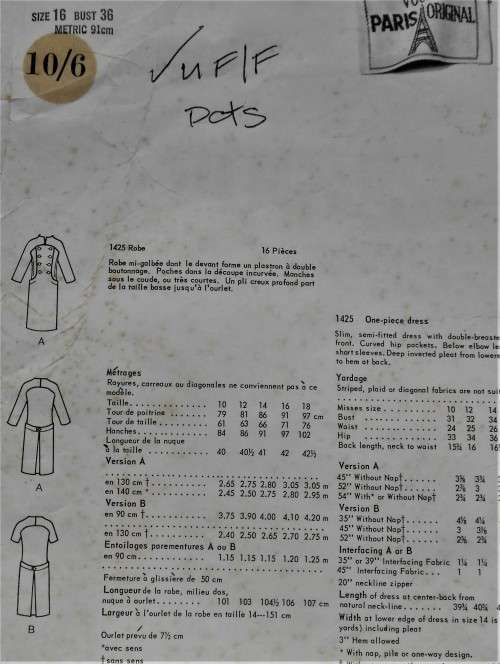 SIZE 16 BUST 36
METRIC 91cm
10/6
PARIS ORIGINAL
√ u F/F
Pcts
1425 Robe 16 Pièces
Robe mi-galbée dont le devant forme un plastron à double
boutonnage. Poches dans la découpe incurvée. Manches
sous le coude, ou très courtes. Un pli creux profond part
de la taille basse jusqu'à l'ourlet.
A
A
B
Métrages
Rayures, carreaux ou diagonales ne conviennent pas à ce
modèle.
Taille 10 12 14 16 18
Tour de poitrine 79 81 86 91 97 cm
Tour de taille 61 63 66 71 76
Hanches 84 86 91 97 102
Longueur de la nuque
à la taille 40 40½ 41 42 42½
Version A
en 130 cm † 2.65 2.75 2.80 3.05 3.05 m
en 140 cm * 2.45 2.50 2.75 2.80 2.95 m
Version B
en 90 cm † 3.75 3.90 4.00 4.10 4.20 m
en 130 cm † 2.40 2.50 2.65 2.70 2.75 m
Entoilages parementures A ou B
en 90 cm 1.15 1.15 1.15 1.20 1.25 m
Fermeture à glissière de 50 cm
Longueur de la robe, milieu dos,
nuque à ourlet 101 103 104½ 106 107 cm
Largeur à l'ourlet de la robe en taille 14---151 cm
Ourlet prevu de 7½ cm
*avec sens
†sans sens
1425 One-piece dress
Slim, semi-fitted dress with double-breaste
front. Curved hip pockets. Below elbow le
short sleeves. Deep inverted pleat from lowere
to hem at back.
Yardage
Striped, plaid or diagonal fabrics are not suit
Misses size 10 12 14
Bust 31 32 34
Waist 24 25 26
Hip 33 34 36
Back length, neck to waist 15¾ 16 16
Version A
45" Without Nap† 3⅜ 3¾
52" Without Nap† 2⅞ 3
54" With* or Without Nap† 2¾ 2¾
Version B
35" Without Nap† 4⅛ 4¼
45" Without Nap† 3 3⅛
52" Without Nap† 2⅝ 2¾
Interfacing A or B
35" or 39" Interfacing Fabric 1¼ 1¼
45" Interfacing Fabric 1 1
20" neckline zipper
Length of dress at center-back from
natural neck-line 39¾ 40¾
Width at lower edge of dress in size 14 is
yards) including pleat
3" Hem allowed
* With nap, pile or one-way design.
†Without nap